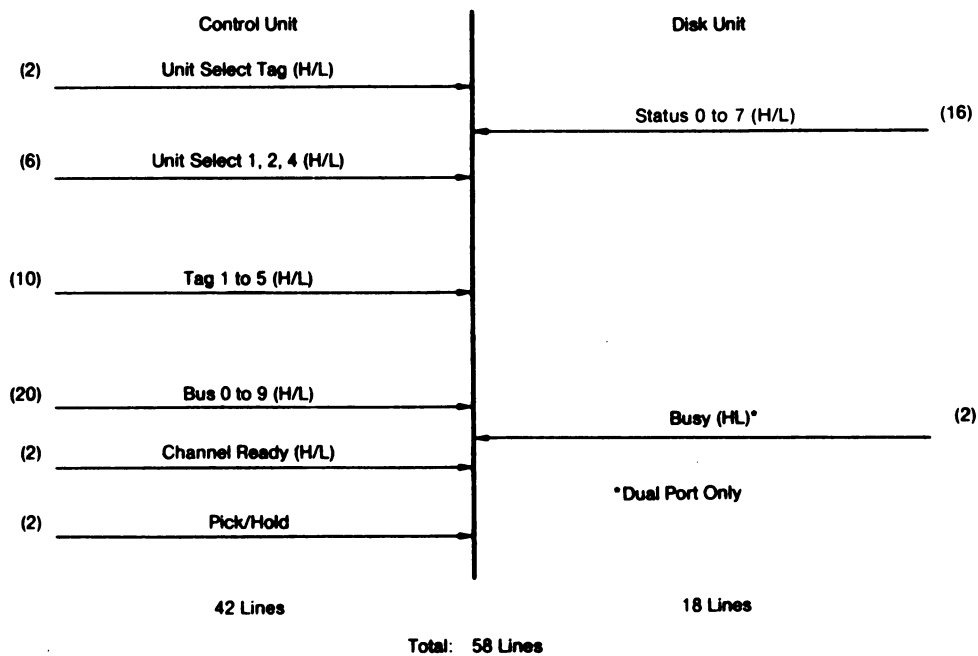 Control Unit
Disk Unit
(2) Unit Select Tag (H/L)
Status 0 to 7 (H/L) (16)
(6) Unit Select 1, 2, 4 (H/L)
(10) Tag 1 to 5 (H/L)
(20) Bus 0 to 9 (H/L)
Busy (HL)* (2)
(2) Channel Ready (H/L)
*Dual Port Only
(2) Pick/Hold
42 Lines
18 Lines
Total: 58 Lines